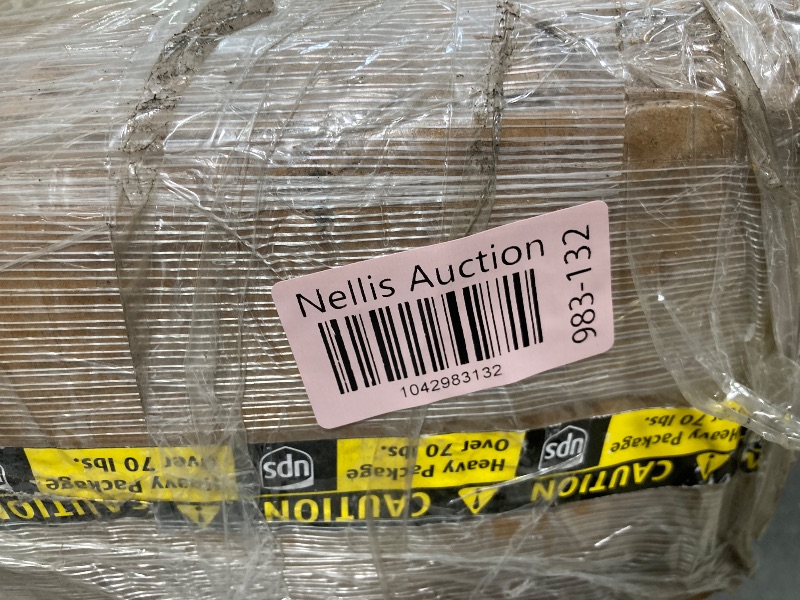 Nellis Auction
1042983132
983-132
Over 70 lbs.
Heavy Package
CAUTION
ups
Over 70 lbs.
Heavy Package
CAUTION
ups
70 lbs.
Heavy Package
CAUTION